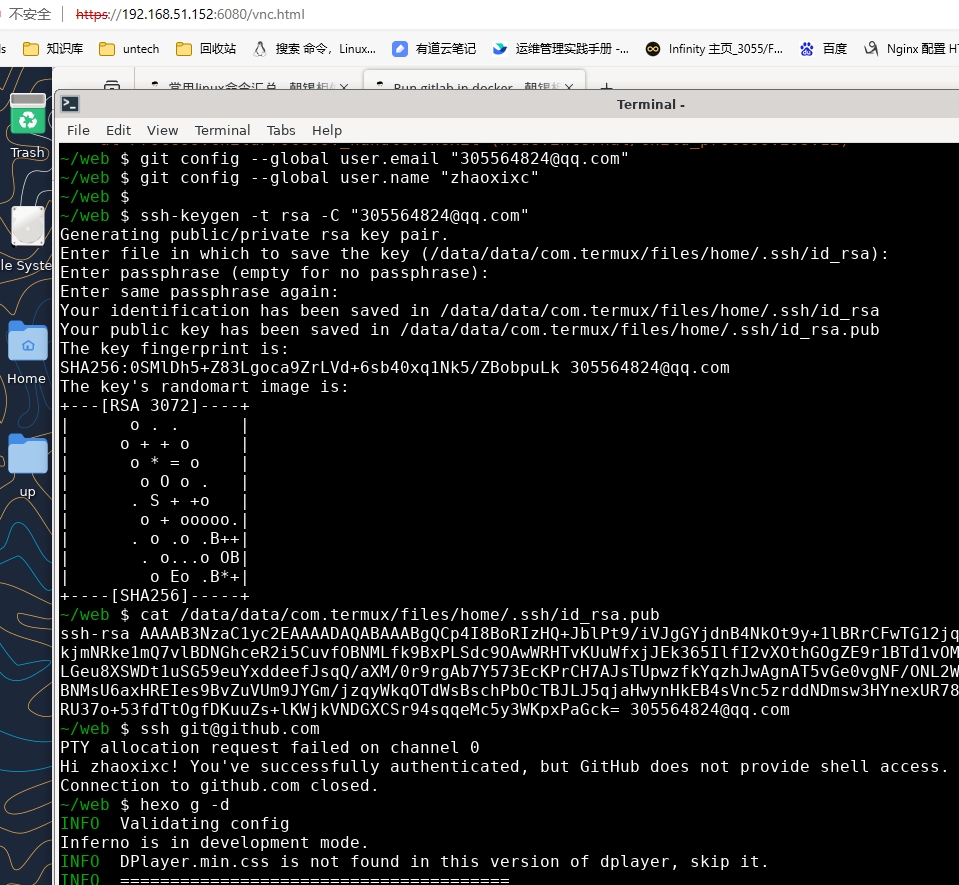 不安全 https://192.168.51.152:6080/vnc.html
ls 知识库 untech 回收站 搜索 命令，Linux... 有道云笔记 运维管理实践手册 -... Infinity 主页_3055/F... 百度 Nginx 配置 HT
常用linux命令汇总 Run gitlab in docker
Terminal -
File Edit View Terminal Tabs Help
Trash
le Syste
Home
up
~/web $ git config --global user.email "305564824@qq.com"
~/web $ git config --global user.name "zhaoxixc"
~/web $
~/web $ ssh-keygen -t rsa -C "305564824@qq.com"
Generating public/private rsa key pair.
Enter file in which to save the key (/data/data/com.termux/files/home/.ssh/id_rsa):
Enter passphrase (empty for no passphrase):
Enter same passphrase again:
Your identification has been saved in /data/data/com.termux/files/home/.ssh/id_rsa
Your public key has been saved in /data/data/com.termux/files/home/.ssh/id_rsa.pub
The key fingerprint is:
SHA256:0SMlDh5+Z83Lgoca9ZrLVd+6sb40xq1Nk5/ZBobpuLk 305564824@qq.com
The key's randomart image is:
+---[RSA 3072]----+
|      o . .      |
|     o + + o     |
|      o * = o    |
|       o O o .   |
|      . S + +o   |
|       o + ooooo.|
|      . o .o .B++|
|       . o...o OB|
|        o Eo .B*+|
+----[SHA256]-----+
~/web $ cat /data/data/com.termux/files/home/.ssh/id_rsa.pub
ssh-rsa AAAAB3NzaC1yc2EAAAADAQABAAABgQCp4I8BoRIzHQ+JblPt9/iVJgGYjdnB4NkOt9y+1lBRrCFwTG12jq
kjmNRke1mQ7vlBDNGhceR2i5CuvfOBNMLfk9BxPLSdc9OAwWRHTvKUuWfxjJEk365IlfI2vXOthGOgZE9r1BTd1vOM
LGeu8XSWDt1uSG59euYxddeefJsqQ/aXM/0r9rgAb7Y573EcKPrCH7AJsTUpwzfkYqzhJwAgnAT5vGe0vgNF/ONL2W
BNMsU6axHREIes9BvZuVUm9JYGm/jzqyWkqOTdWsBschPbOcTBJLJ5qjaHwynHkEB4sVnc5zrddNDmsw3HYnexUR78
RU37o+53fdTtOgfDKuuZs+lKWjkVNDGXCSr94sqqeMc5y3WKpxPaGck= 305564824@qq.com
~/web $ ssh git@github.com
PTY allocation request failed on channel 0
Hi zhaoxixc! You've successfully authenticated, but GitHub does not provide shell access.
Connection to github.com closed.
~/web $ hexo g -d
INFO  Validating config
Inferno is in development mode.
INFO  DPlayer.min.css is not found in this version of dplayer, skip it.
INFO  =======================================